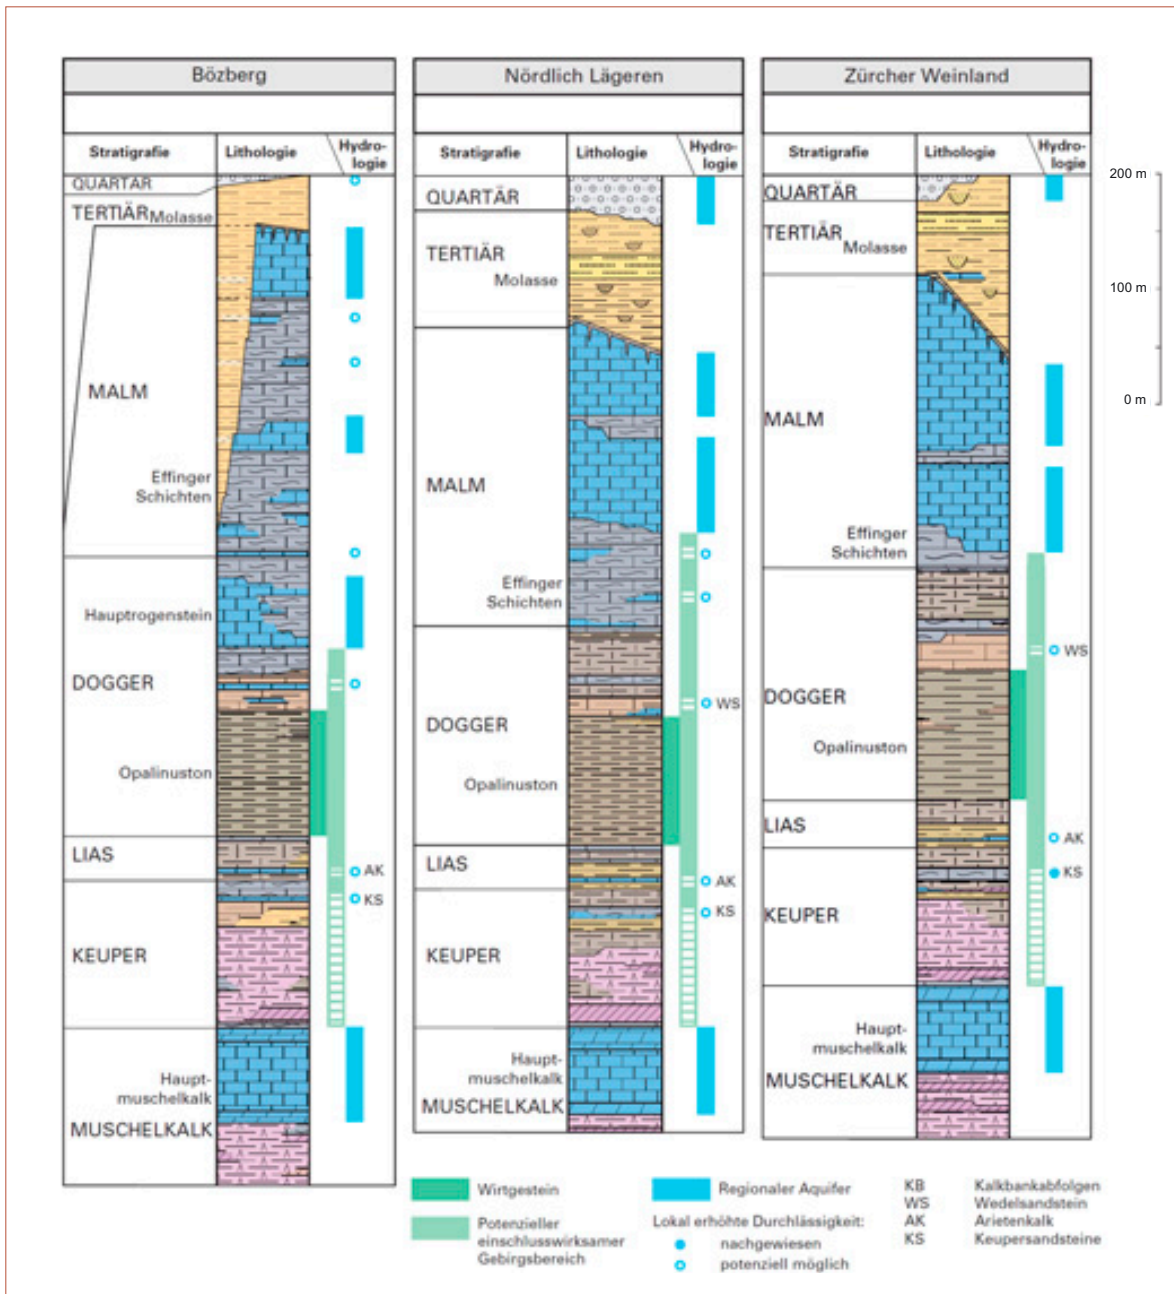 Bözberg
Stratigrafie
Lithologie
Hydro-
logie
QUARTÄR
TERTIÄR Molasse
MALM
Effinger
Schichten
Hauptrogenstein
DOGGER
Opalinuston
LIAS
AK
KS
KEUPER
Haupt-
muschelkalk
MUSCHELKALK
Nördlich Lägeren
Stratigrafie
Lithologie
Hydro-
logie
QUARTÄR
TERTIÄR
Molasse
MALM
Effinger
Schichten
WS
DOGGER
Opalinuston
LIAS
AK
KS
KEUPER
Haupt-
muschelkalk
MUSCHELKALK
Zürcher Weinland
Stratigrafie
Lithologie
Hydro-
logie
QUARTÄR
TERTIÄR
Molasse
MALM
Effinger
Schichten
WS
DOGGER
Opalinuston
LIAS
AK
KS
KEUPER
Haupt-
muschelkalk
MUSCHELKALK
200 m
100 m
0 m
Wirtgestein
Potenzieller
einschlusswirksamer
Gebirgsbereich
Regionaler Aquifer
Lokal erhöhte Durchlässigkeit:
nachgewiesen
potenziell möglich
KB Kalkbankabfolgen
WS Wedelsandstein
AK Arietenkalk
KS Keupersandsteine